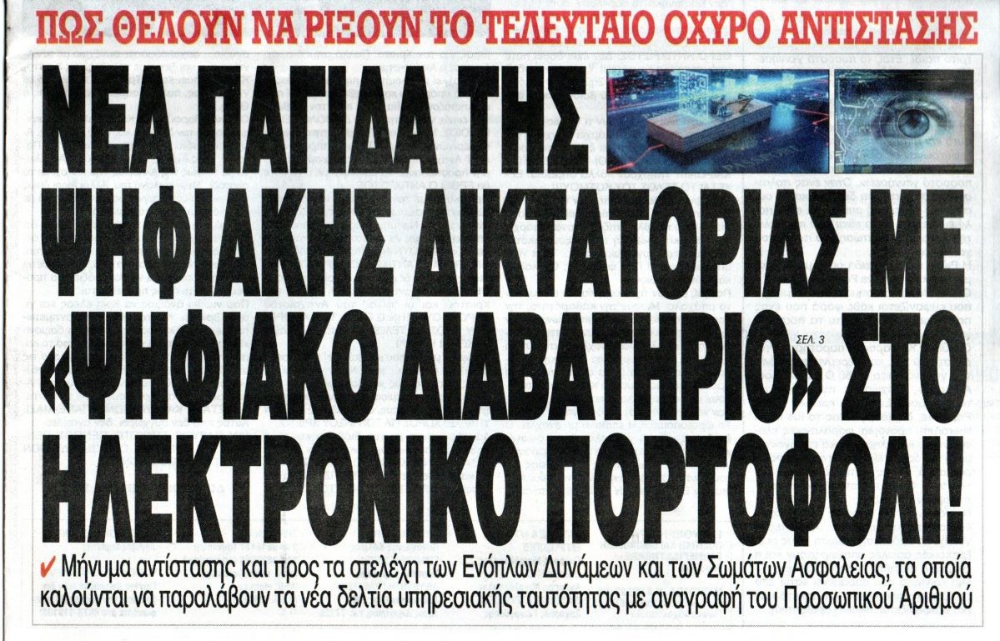 ΠΩΣ ΘΕΛΟΥΝ ΝΑ ΡΙΞΟΥΝ ΤΟ ΤΕΛΕΥΤΑΙΟ ΟΧΥΡΟ ΑΝΤΙΣΤΑΣΗΣ
ΝΕΑ ΠΑΓΙΔΑ ΤΗΣ
ΨΗΦΙΑΚΗΣ ΔΙΚΤΑΤΟΡΙΑΣ ΜΕ
«ΨΗΦΙΑΚΟ ΔΙΑΒΑΤΗΡΙΟ» ΣΤΟ
ΣΕΛ. 3
ΗΛΕΚΤΡΟΝΙΚΟ ΠΟΡΤΟΦΟΛΙ!
✔ Μήνυμα αντίστασης και προς τα στελέχη των Ενόπλων Δυνάμεων και των Σωμάτων Ασφαλείας, τα οποία
καλούνται να παραλάβουν τα νέα δελτία υπηρεσιακής ταυτότητας με αναγραφή του Προσωπικού Αριθμού